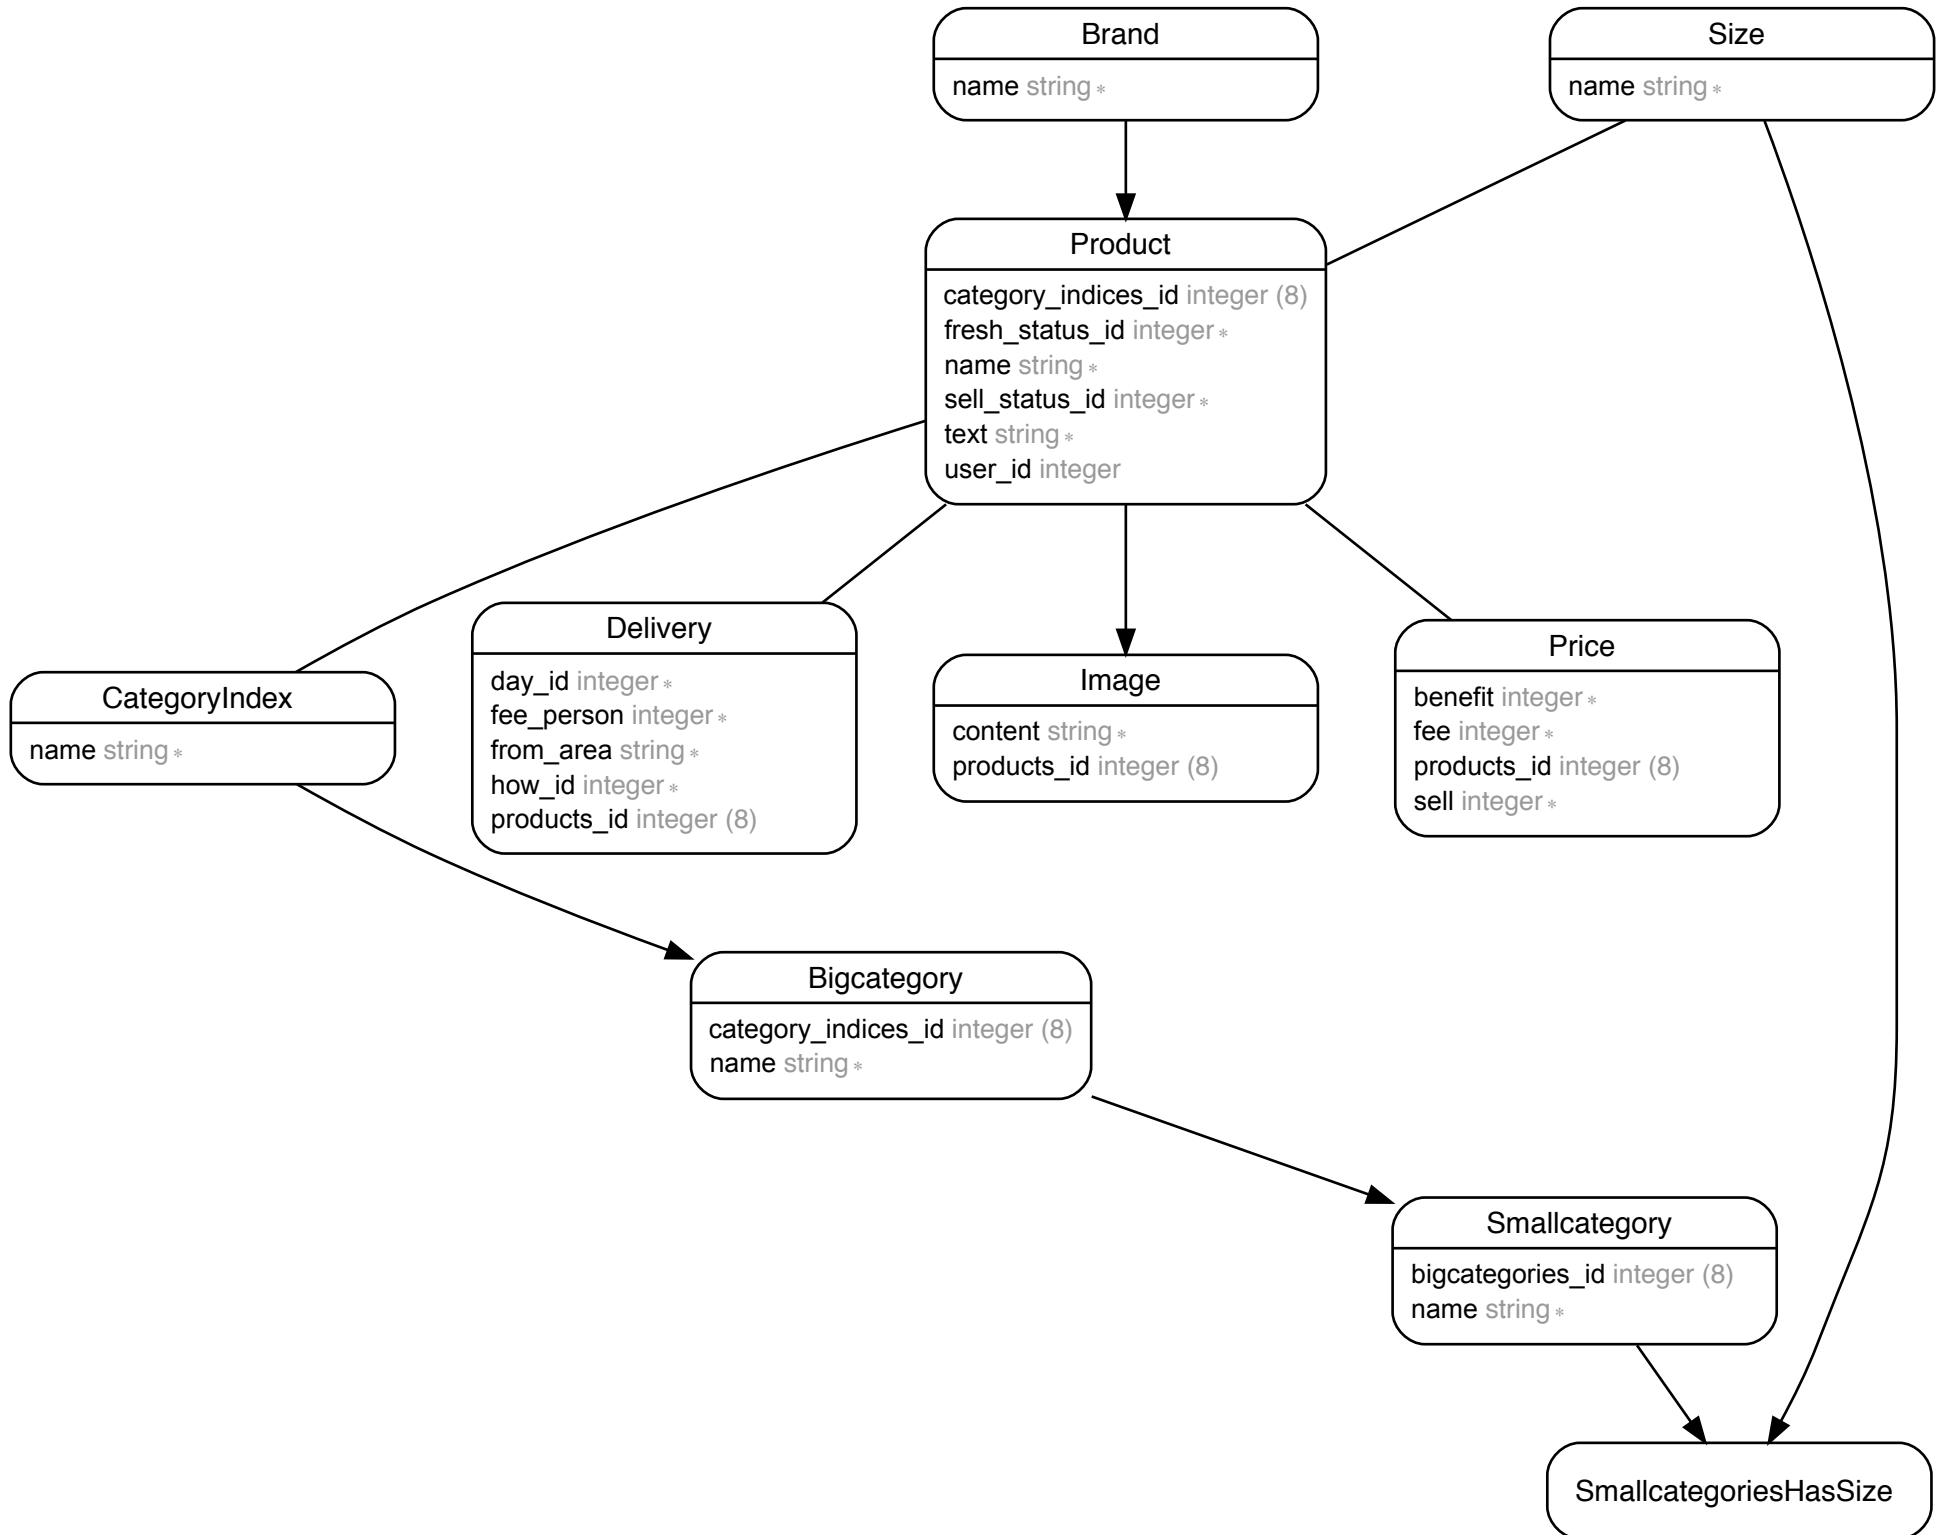 Brand
name string *
Size
name string *
Product
category_indices_id integer (8)
fresh_status_id integer *
name string *
sell_status_id integer *
text string *
user_id integer
CategoryIndex
name string *
Delivery
day_id integer *
fee_person integer *
from_area string *
how_id integer *
products_id integer (8)
Image
content string *
products_id integer (8)
Price
benefit integer *
fee integer *
products_id integer (8)
sell integer *
Bigcategory
category_indices_id integer (8)
name string *
Smallcategory
bigcategories_id integer (8)
name string *
SmallcategoriesHasSize